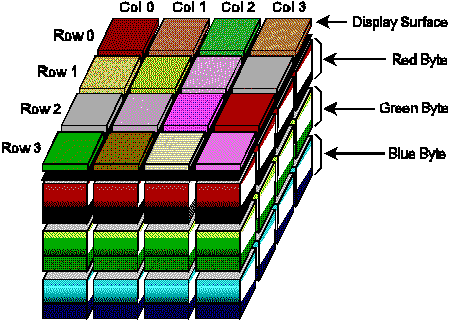 Col 0 Col 1 Col 2 Col 3
Display Surface
Row 0
Red Byte
Row 1
Green Byte
Row 2
Blue Byte
Row 3